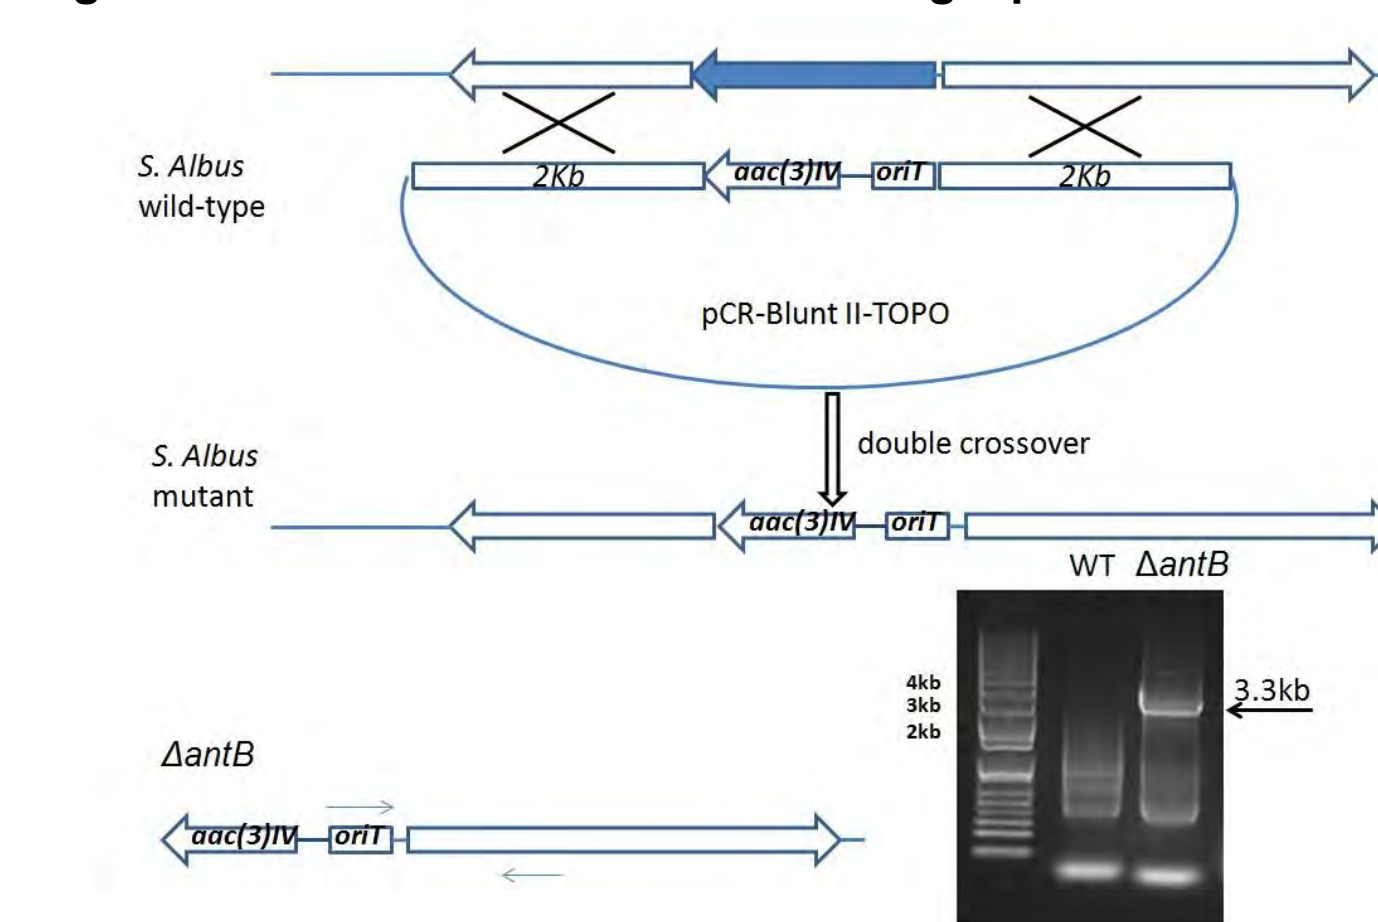 S. Albus
wild-type
2Kb
aac(3)IV
oriT
2Kb
pCR-Blunt II-TOPO
double crossover
S. Albus
mutant
aac(3)IV
oriT
WT ΔantB
4kb
3kb
2kb
3.3kb
ΔantB
aac(3)IV
oriT